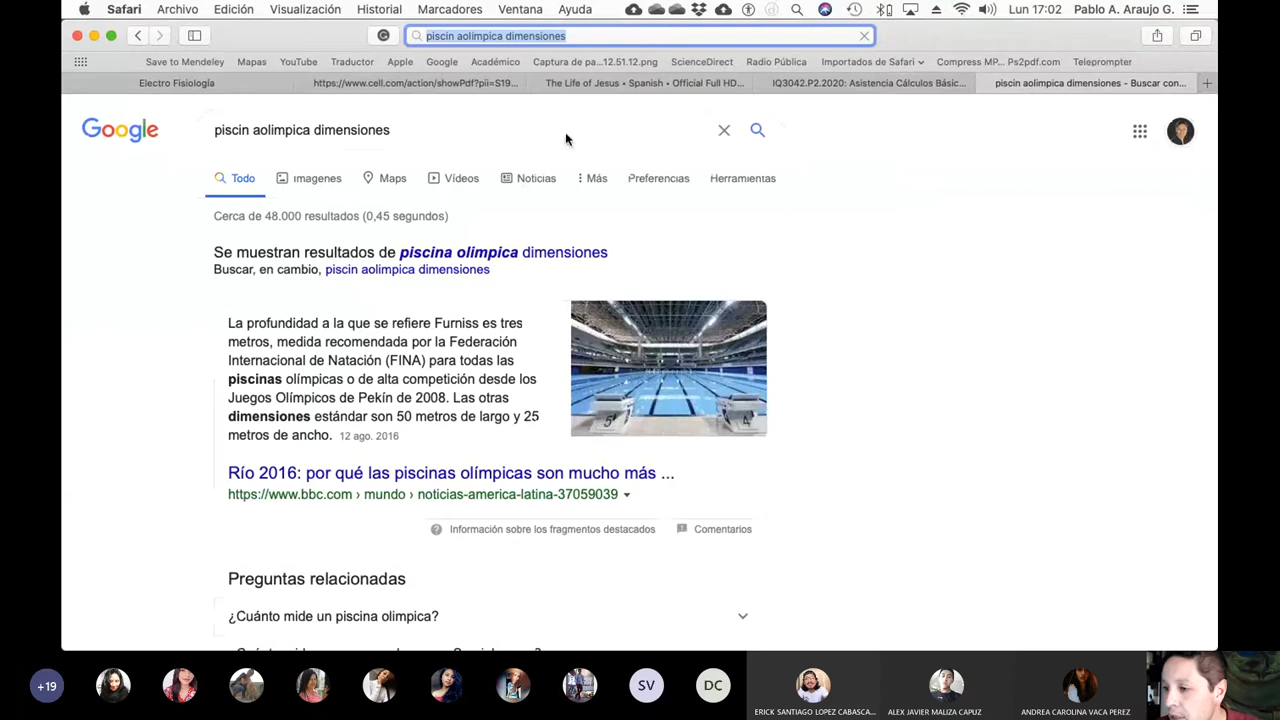 Safari Archivo Edición Visualización Historial Marcadores Ventana Ayuda Lun 17:02 Pablo A. Araujo G.
piscin aolimpica dimensiones
Save to Mendeley Mapas YouTube Traductor Apple Google Académico Captura de pa...12.51.12.png ScienceDirect Radio Pública Importados de Safari Compress MP... Ps2pdf.com Teleprompter
Electro Fisiología https://www.cell.com/action/showPdf?pii=S19... The Life of Jesus • Spanish • Official Full HD... IQ3042.P2.2020: Asistencia Cálculos Básic... piscin aolimpica dimensiones - Buscar con...
Google piscin aolimpica dimensiones
Todo Imagenes Maps Vídeos Noticias Más Preferencias Herramientas
Cerca de 48.000 resultados (0,45 segundos)
Se muestran resultados de piscina olimpica dimensiones
Buscar, en cambio, piscin aolimpica dimensiones
La profundidad a la que se refiere Furniss es tres
metros, medida recomendada por la Federación
Internacional de Natación (FINA) para todas las
piscinas olímpicas o de alta competición desde los
Juegos Olímpicos de Pekín de 2008. Las otras
dimensiones estándar son 50 metros de largo y 25
metros de ancho. 12 ago. 2016
5 4
Río 2016: por qué las piscinas olímpicas son mucho más ...
https://www.bbc.com › mundo › noticias-america-latina-37059039
Información sobre los fragmentos destacados Comentarios
Preguntas relacionadas
¿Cuánto mide un piscina olimpica?
+19 SV DC
ERICK SANTIAGO LOPEZ CABASCA... ALEX JAVIER MALIZA CAPUZ ANDREA CAROLINA VACA PEREZ